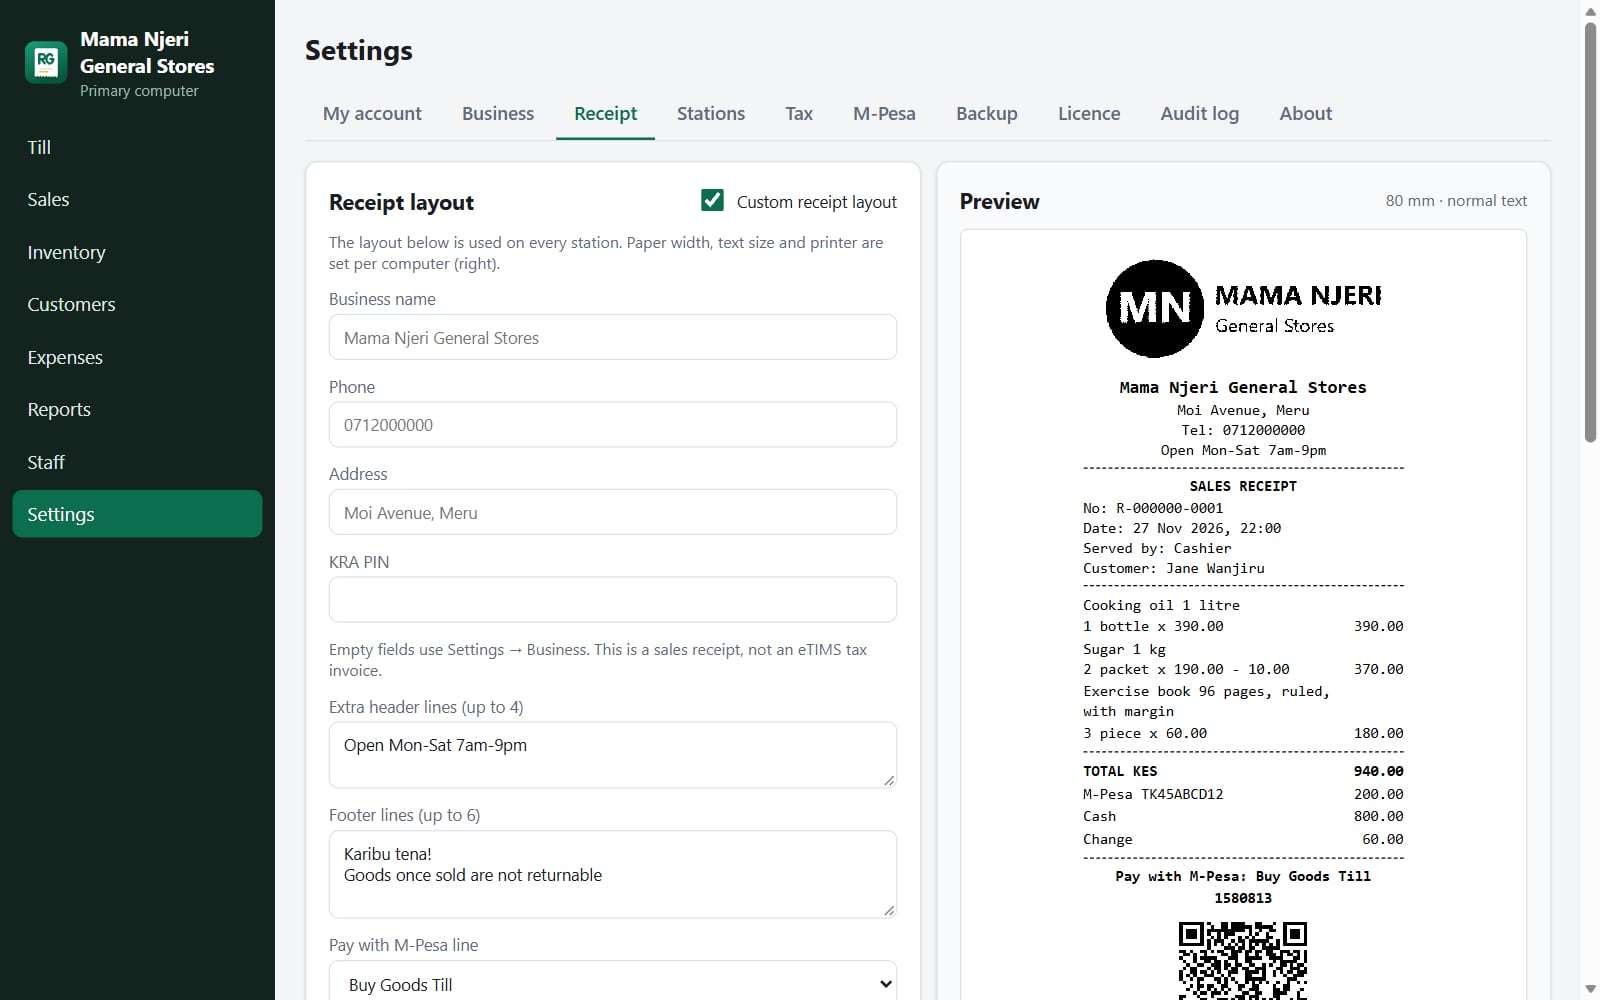 RG
Mama Njeri
General Stores
Primary computer
Till
Sales
Inventory
Customers
Expenses
Reports
Staff
Settings
Settings
My account
Business
Receipt
Stations
Tax
M-Pesa
Backup
Licence
Audit log
About
Receipt layout
Custom receipt layout
The layout below is used on every station. Paper width, text size and printer are
set per computer (right).
Business name
Mama Njeri General Stores
Phone
0712000000
Address
Moi Avenue, Meru
KRA PIN
Empty fields use Settings → Business. This is a sales receipt, not an eTIMS tax
invoice.
Extra header lines (up to 4)
Open Mon-Sat 7am-9pm
Footer lines (up to 6)
Karibu tena!
Goods once sold are not returnable
Pay with M-Pesa line
Buy Goods Till
Preview
80 mm · normal text
MN
MAMA NJERI
General Stores
Mama Njeri General Stores
Moi Avenue, Meru
Tel: 0712000000
Open Mon-Sat 7am-9pm
SALES RECEIPT
No: R-000000-0001
Date: 27 Nov 2026, 22:00
Served by: Cashier
Customer: Jane Wanjiru
Cooking oil 1 litre
1 bottle x 390.00 390.00
Sugar 1 kg
2 packet x 190.00 - 10.00 370.00
Exercise book 96 pages, ruled,
with margin
3 piece x 60.00 180.00
TOTAL KES 940.00
M-Pesa TK45ABCD12 200.00
Cash 800.00
Change 60.00
Pay with M-Pesa: Buy Goods Till
1580813